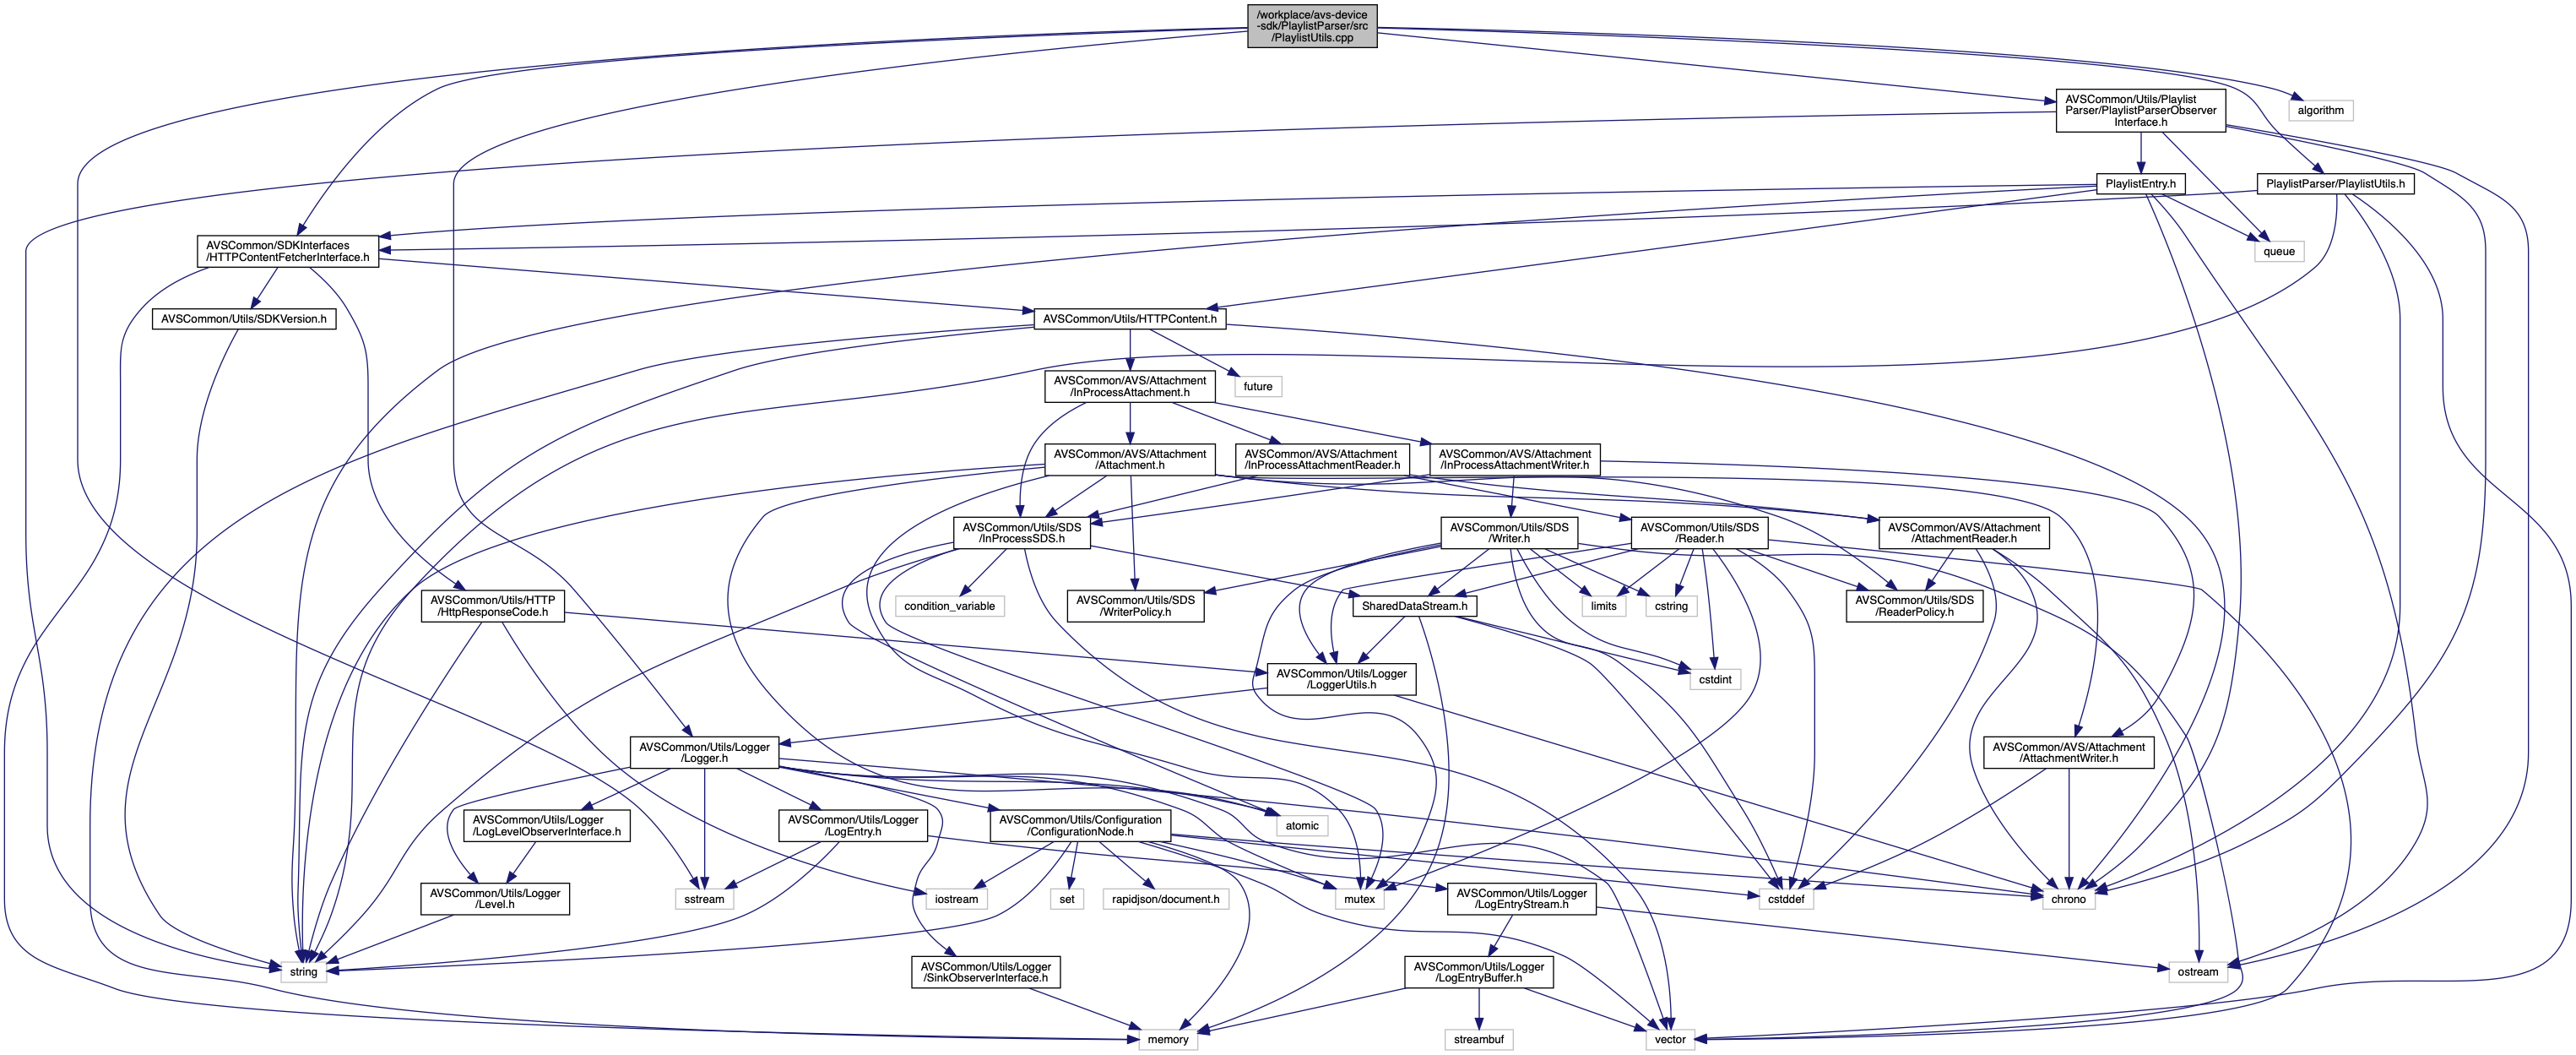 /workplace/avs-device
-sdk/PlaylistParser/src
/PlaylistUtils.cpp
AVSCommon/Utils/Playlist
Parser/PlaylistParserObserver
Interface.h
algorithm
PlaylistEntry.h
PlaylistParser/PlaylistUtils.h
AVSCommon/SDKInterfaces
/HTTPContentFetcherInterface.h
queue
AVSCommon/Utils/SDKVersion.h
AVSCommon/Utils/HTTPContent.h
AVSCommon/AVS/Attachment
/InProcessAttachment.h
future
AVSCommon/AVS/Attachment
/Attachment.h
AVSCommon/AVS/Attachment
/InProcessAttachmentReader.h
AVSCommon/AVS/Attachment
/InProcessAttachmentWriter.h
AVSCommon/Utils/SDS
/InProcessSDS.h
AVSCommon/Utils/SDS
/Writer.h
AVSCommon/Utils/SDS
/Reader.h
AVSCommon/AVS/Attachment
/AttachmentReader.h
AVSCommon/Utils/HTTP
/HttpResponseCode.h
condition_variable
AVSCommon/Utils/SDS
/WriterPolicy.h
SharedDataStream.h
limits
cstring
AVSCommon/Utils/SDS
/ReaderPolicy.h
AVSCommon/Utils/Logger
/LoggerUtils.h
cstdint
AVSCommon/Utils/Logger
/Logger.h
AVSCommon/AVS/Attachment
/AttachmentWriter.h
AVSCommon/Utils/Logger
/LogLevelObserverInterface.h
AVSCommon/Utils/Logger
/LogEntry.h
AVSCommon/Utils/Configuration
/ConfigurationNode.h
atomic
AVSCommon/Utils/Logger
/Level.h
sstream
iostream
set
rapidjson/document.h
mutex
AVSCommon/Utils/Logger
/LogEntryStream.h
cstddef
chrono
string
AVSCommon/Utils/Logger
/SinkObserverInterface.h
AVSCommon/Utils/Logger
/LogEntryBuffer.h
ostream
memory
streambuf
vector